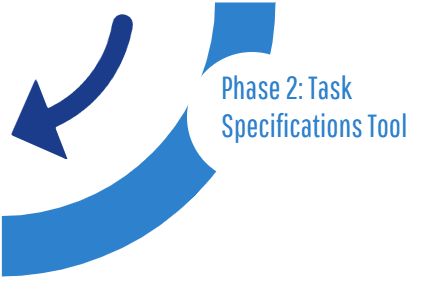 Phase 2: Task
Specifications Tool